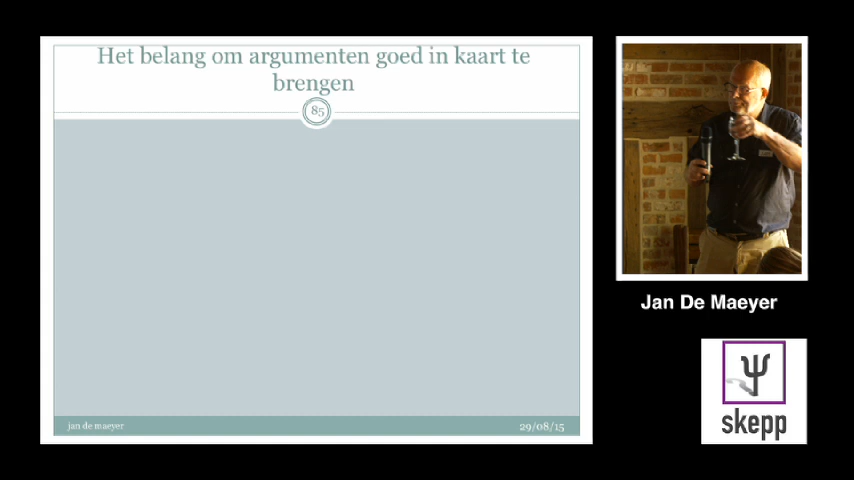 Het belang om argumenten goed in kaart te
brengen
85
jan de maeyer
29/08/15
Jan De Maeyer
skepp